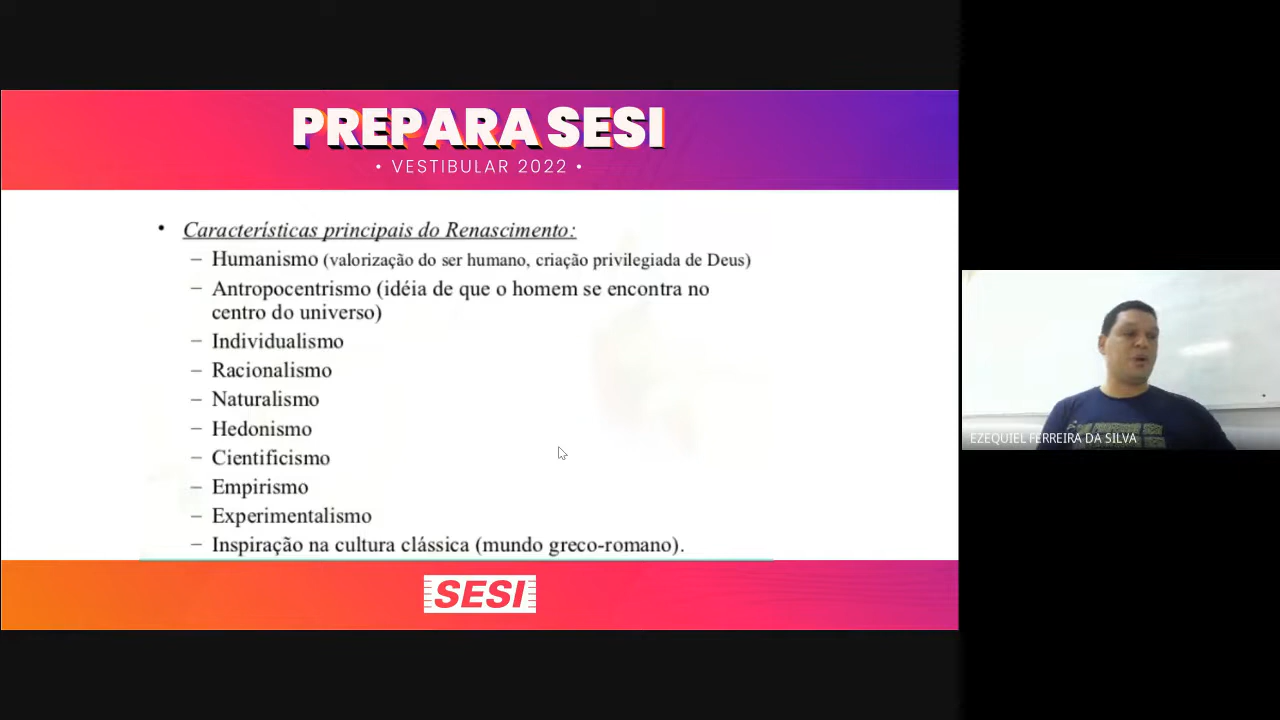 PREPARA SESI
• VESTIBULAR 2022 •
• Características principais do Renascimento:
– Humanismo (valorização do ser humano, criação privilegiada de Deus)
– Antropocentrismo (idéia de que o homem se encontra no
centro do universo)
– Individualismo
– Racionalismo
– Naturalismo
– Hedonismo
– Cientificismo
– Empirismo
– Experimentalismo
– Inspiração na cultura clássica (mundo greco-romano).
SESI
EZEQUIEL FERREIRA DA SILVA